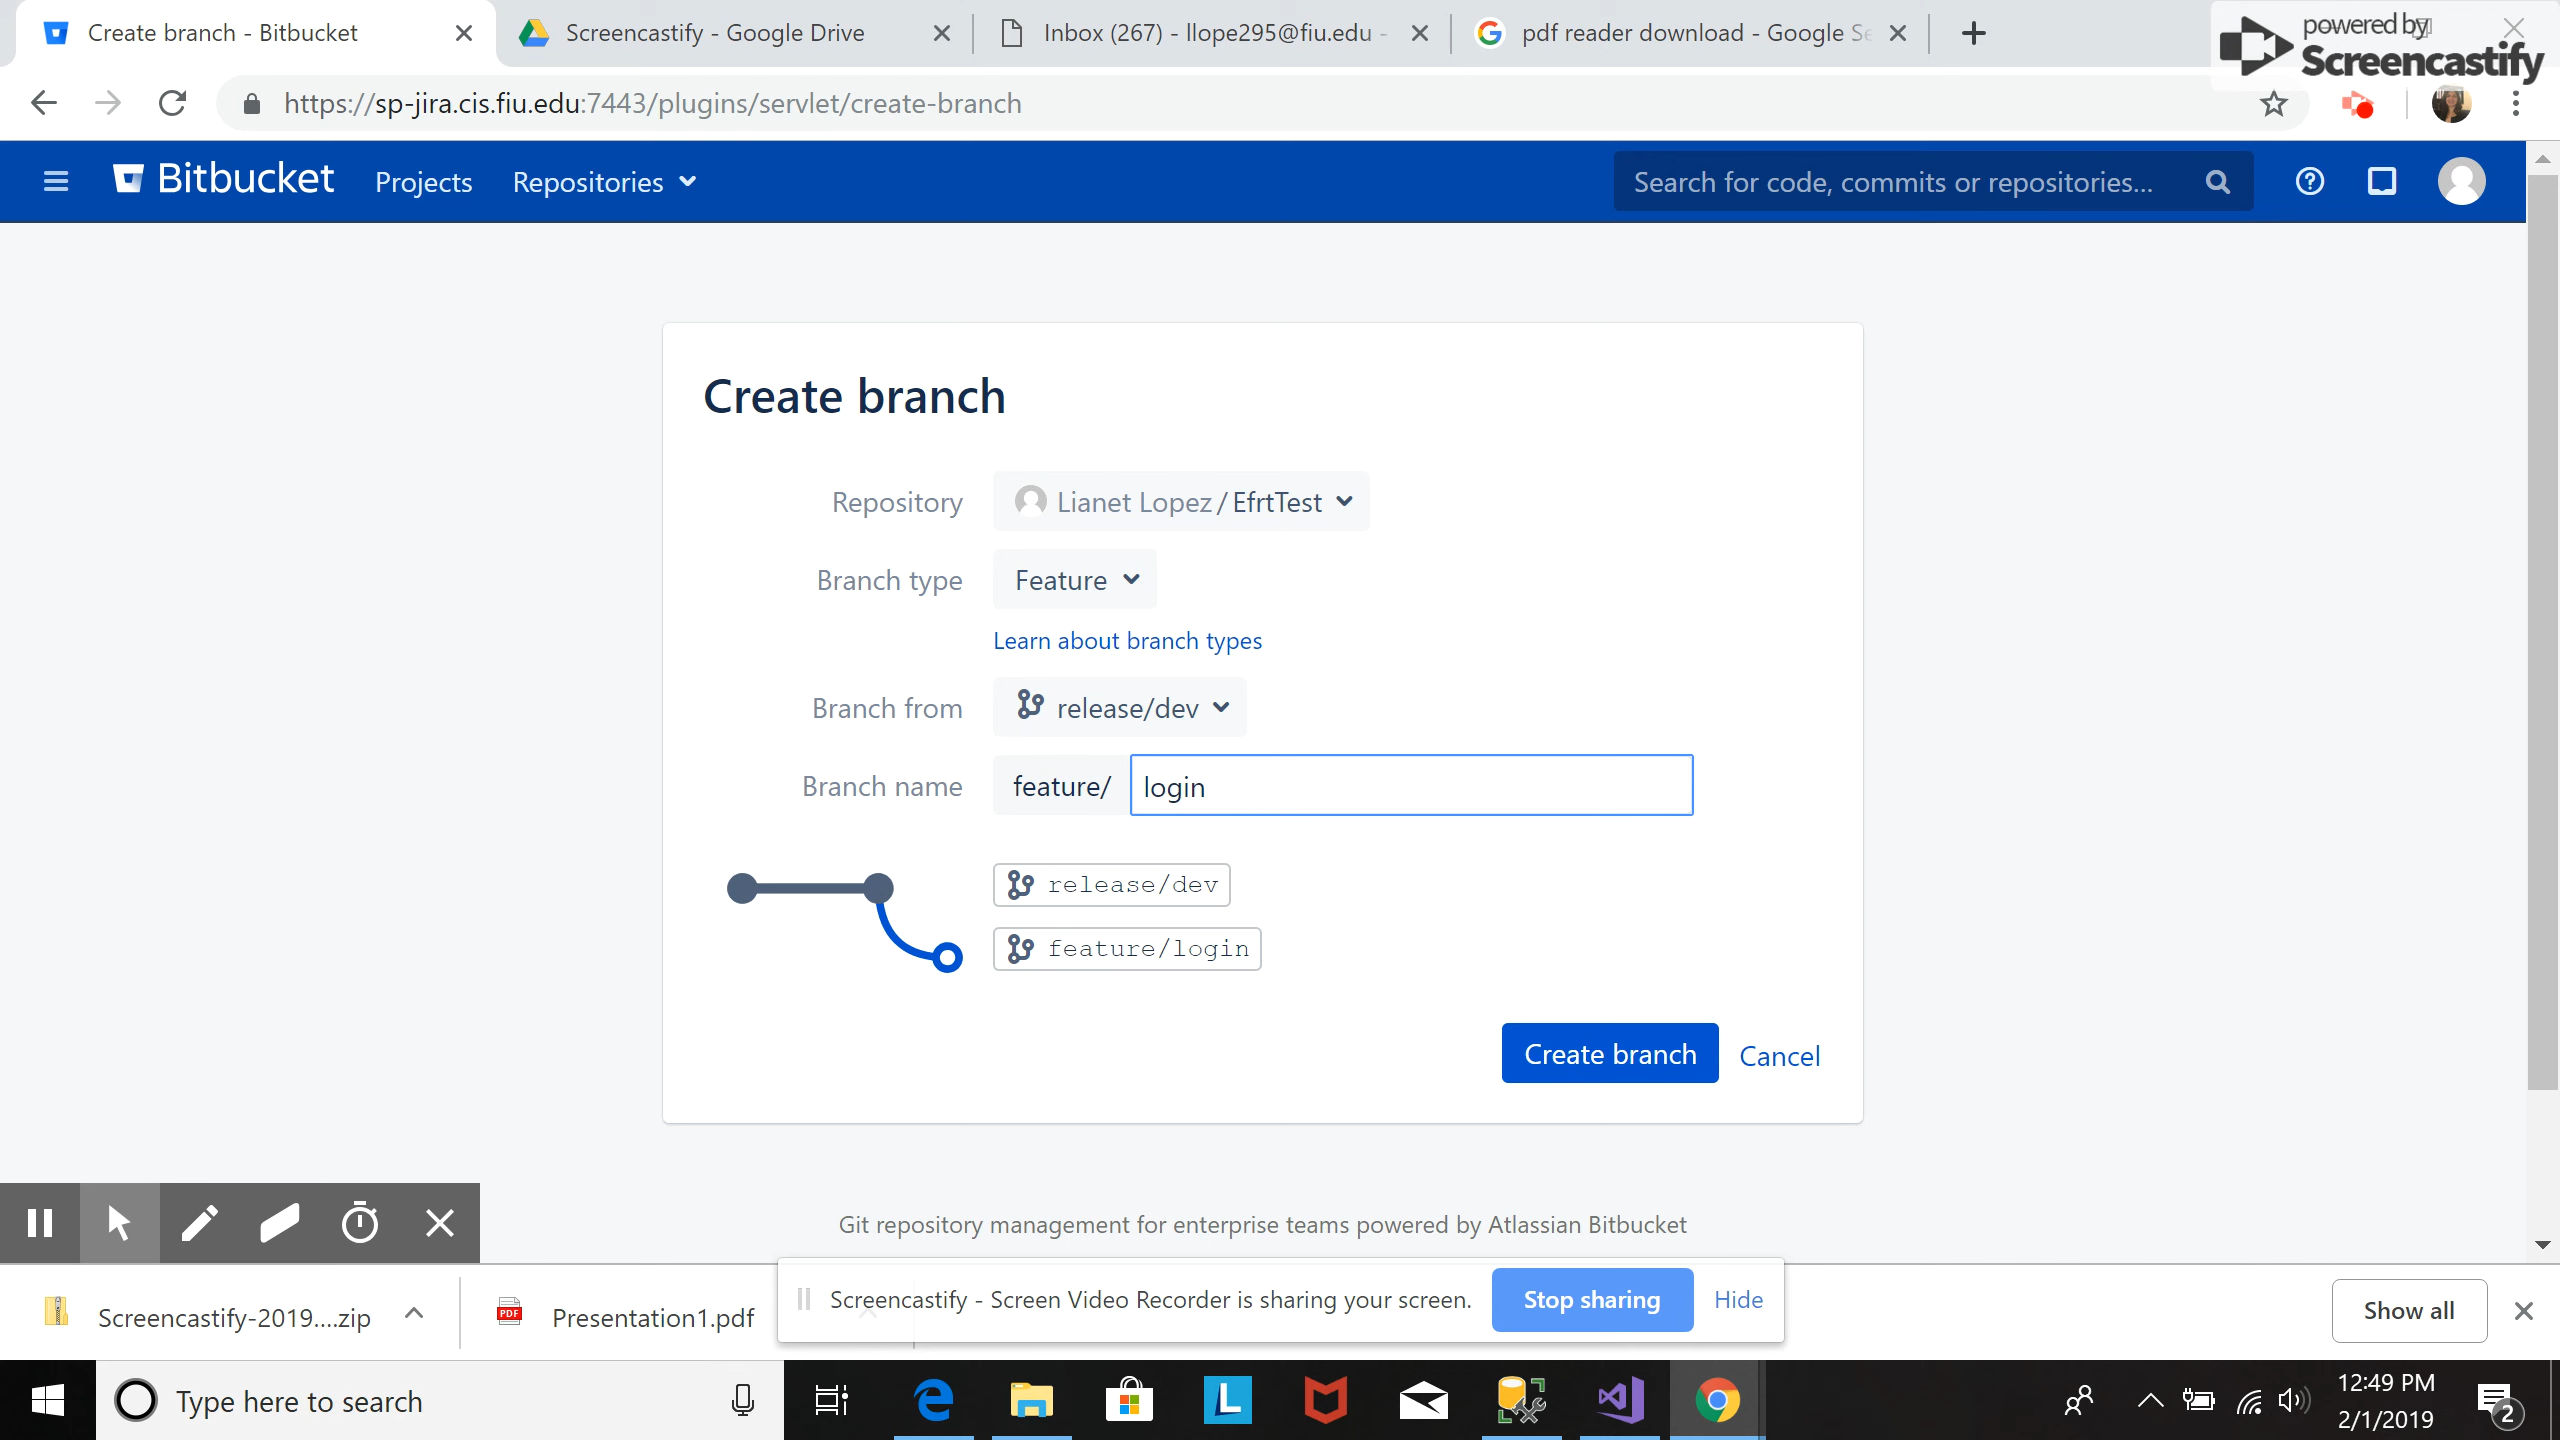 Create branch - Bitbucket
Screencastify - Google Drive
Inbox (267) - llope295@fiu.edu -
pdf reader download - Google Se
powered by
Screencastify
https://sp-jira.cis.fiu.edu:7443/plugins/servlet/create-branch
Bitbucket
Projects
Repositories
Search for code, commits or repositories...
Create branch
Repository
Lianet Lopez / EfrtTest
Branch type
Feature
Learn about branch types
Branch from
release/dev
Branch name
feature/
login
release/dev
feature/login
Create branch
Cancel
Git repository management for enterprise teams powered by Atlassian Bitbucket
Screencastify-2019....zip
PDF
Presentation1.pdf
Screencastify - Screen Video Recorder is sharing your screen.
Stop sharing
Hide
Show all
Type here to search
L
12:49 PM
2/1/2019
2